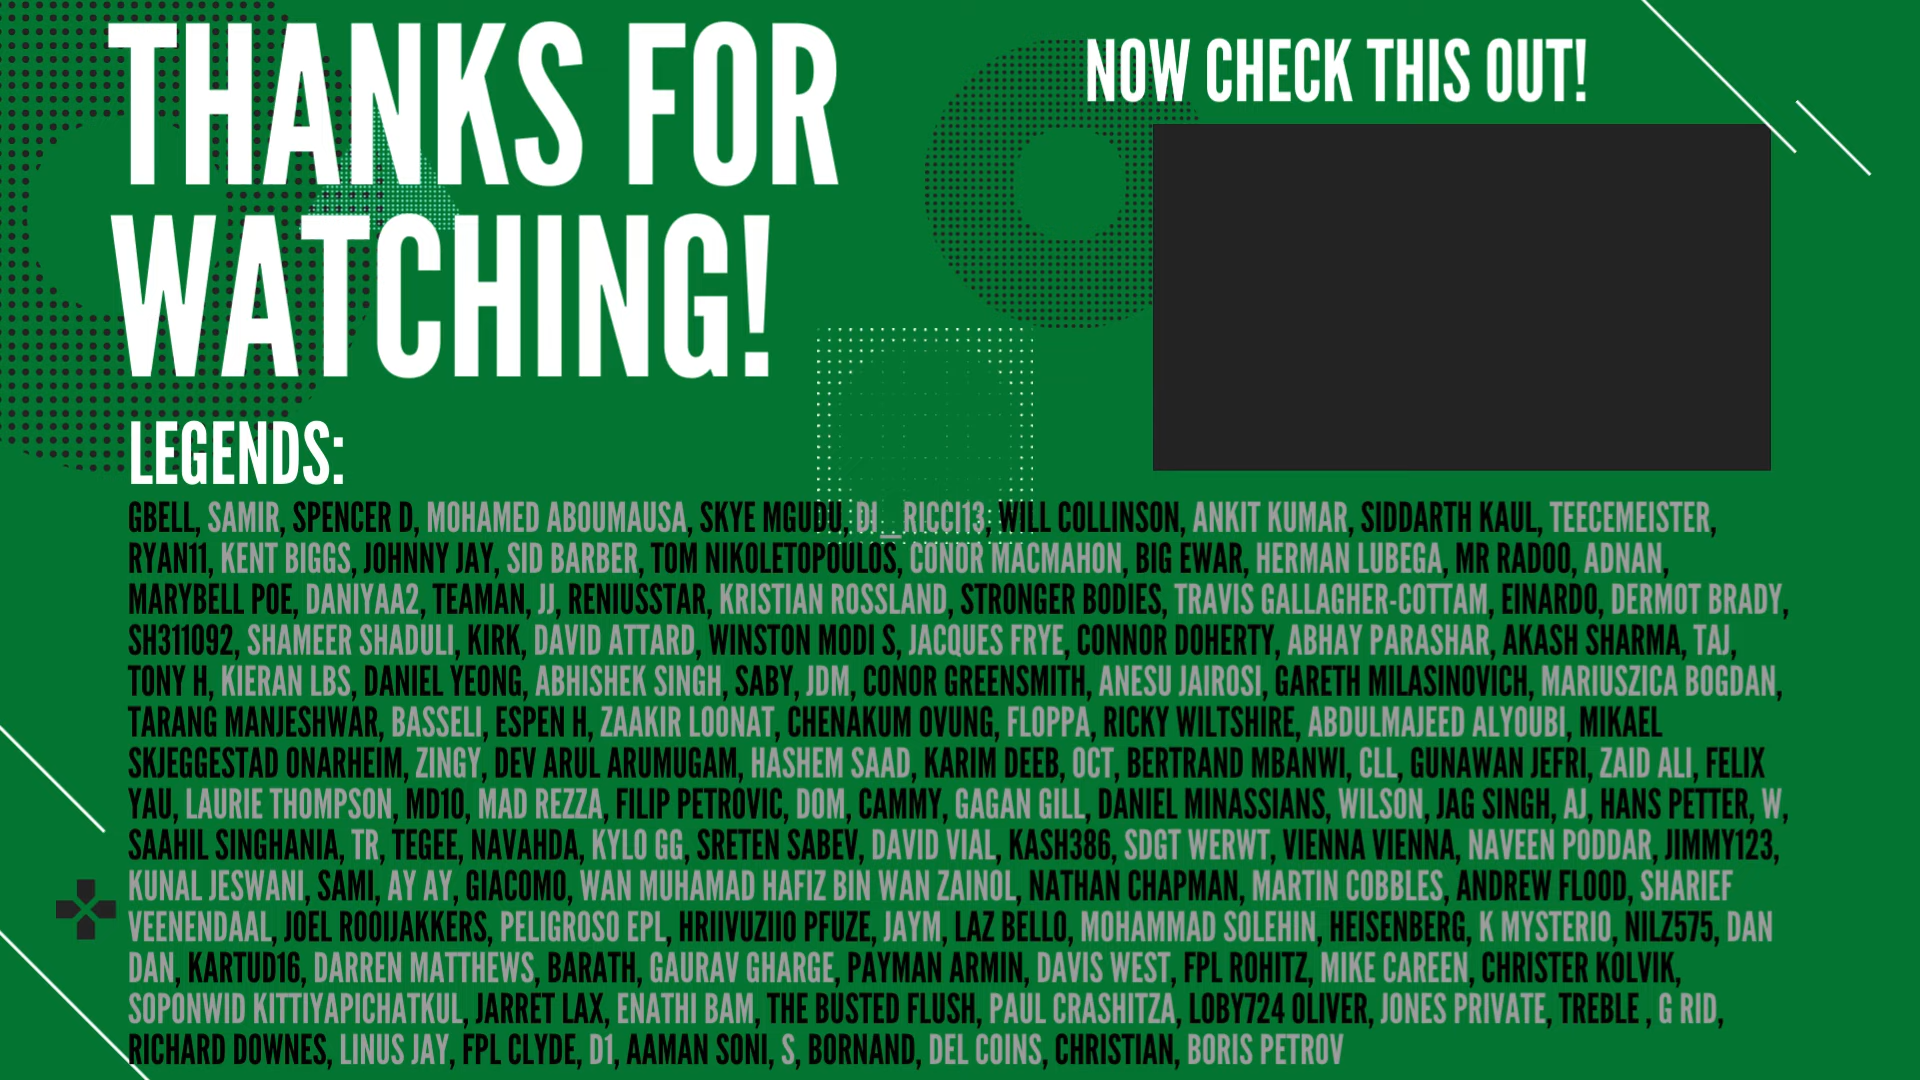 THANKS FOR
WATCHING!
NOW CHECK THIS OUT!
LEGENDS:
GBELL, SAMIR, SPENCER D, MOHAMED ABOUMAUSA, SKYE MGUDU, DI__RICCI13, WILL COLLINSON, ANKIT KUMAR, SIDDARTH KAUL, TEECEMEISTER,
RYAN11, KENT BIGGS, JOHNNY JAY, SID BARBER, TOM NIKOLETOPOULOS, CONOR MACMAHON, BIG EWAR, HERMAN LUBEGA, MR RADOO, ADNAN,
MARYBELL POE, DANIYAA2, TEAMAN, JJ, RENIUSSTAR, KRISTIAN ROSSLAND, STRONGER BODIES, TRAVIS GALLAGHER-COTTAM, EINARDO, DERMOT BRADY,
SH311092, SHAMEER SHADULI, KIRK, DAVID ATTARD, WINSTON MODI S, JACQUES FRYE, CONNOR DOHERTY, ABHAY PARASHAR, AKASH SHARMA, TAJ,
TONY H, KIERAN LBS, DANIEL YEONG, ABHISHEK SINGH, SABY, JDM, CONOR GREENSMITH, ANESU JAIROSI, GARETH MILASINOVICH, MARIUSZICA BOGDAN,
TARANG MANJESHWAR, BASSELI, ESPEN H, ZAAKIR LOONAT, CHENAKUM OVUNG, FLOPPA, RICKY WILTSHIRE, ABDULMAJEED ALYOUBI, MIKAEL
SKJEGGESTAD ONARHEIM, ZINGY, DEV ARUL ARUMUGAM, HASHEM SAAD, KARIM DEEB, OCT, BERTRAND MBANWI, CLL, GUNAWAN JEFRI, ZAID ALI, FELIX
YAU, LAURIE THOMPSON, MD10, MAD REZZA, FILIP PETROVIC, DOM, CAMMY, GAGAN GILL, DANIEL MINASSIANS, WILSON, JAG SINGH, AJ, HANS PETTER, W,
SAAHIL SINGHANIA, TR, TEGEE, NAVAHDA, KYLO GG, SRETEN SABEV, DAVID VIAL, KASH386, SDGT WERWT, VIENNA VIENNA, NAVEEN PODDAR, JIMMY123,
KUNAL JESWANI, SAMI, AY AY, GIACOMO, WAN MUHAMAD HAFIZ BIN WAN ZAINOL, NATHAN CHAPMAN, MARTIN COBBLES, ANDREW FLOOD, SHARIEF
VEENENDAAL, JOEL ROOIJAKKERS, PELIGROSO EPL, HRIIVUZIIO PFUZE, JAYM, LAZ BELLO, MOHAMMAD SOLEHIN, HEISENBERG, K MYSTERIO, NILZ575, DAN
DAN, KARTUD16, DARREN MATTHEWS, BARATH, GAURAV GHARGE, PAYMAN ARMIN, DAVIS WEST, FPL ROHITZ, MIKE CAREEN, CHRISTER KOLVIK,
SOPONWID KITTIYAPICHATKUL, JARRET LAX, ENATHI BAM, THE BUSTED FLUSH, PAUL CRASHITZA, LOBY724 OLIVER, JONES PRIVATE, TREBLE , G RID,
RICHARD DOWNES, LINUS JAY, FPL CLYDE, D1, AAMAN SONI, S, BORNAND, DEL COINS, CHRISTIAN, BORIS PETROV